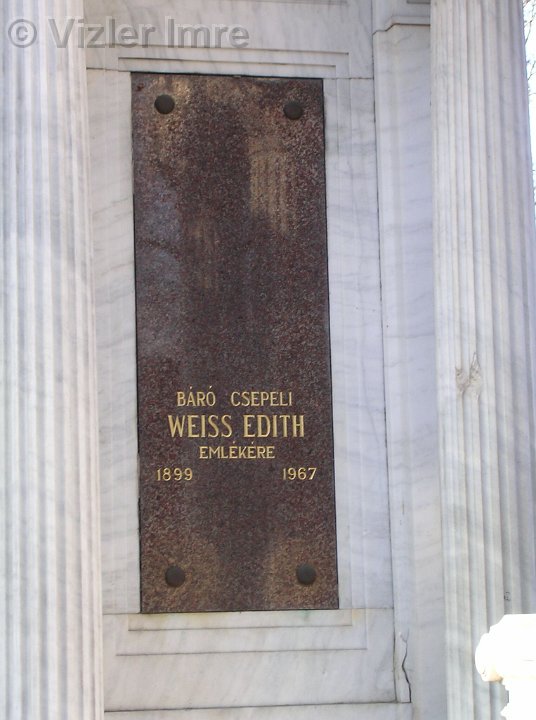 © Vizler Imre
BÁRÓ CSEPELI
WEISS EDITH
EMLÉKÉRE
1899 1967